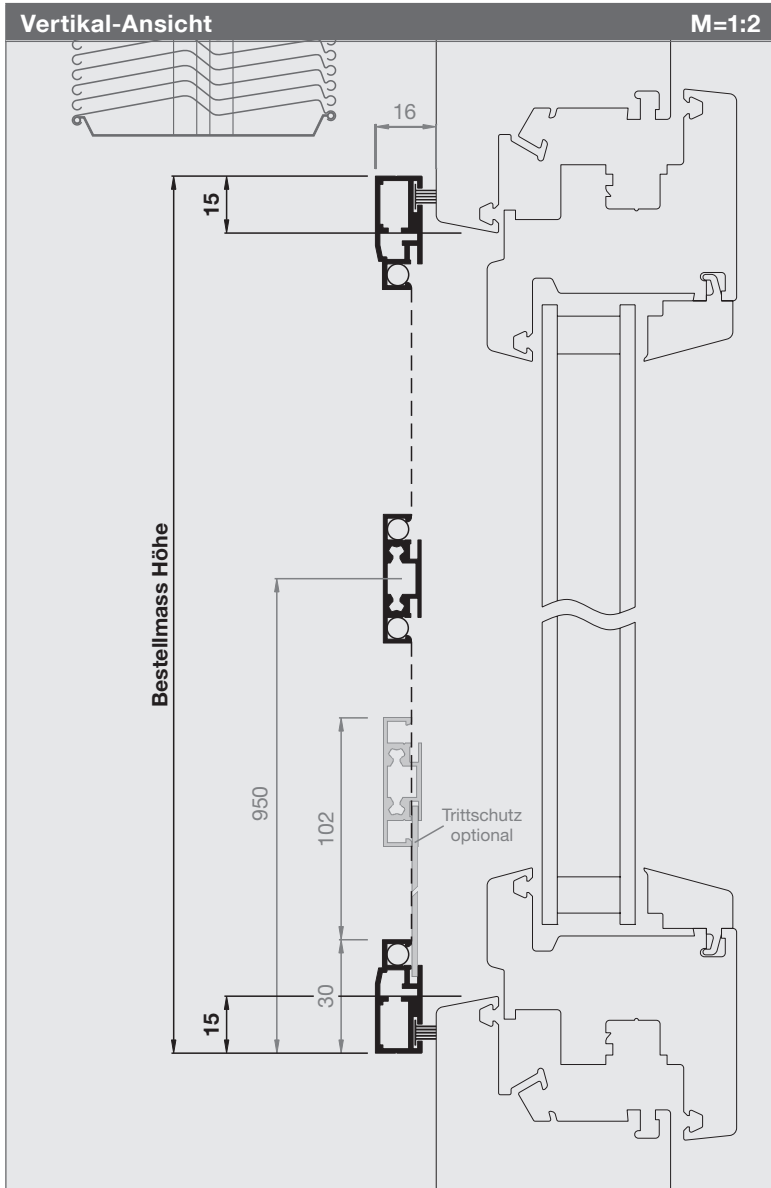 Vertikal-Ansicht M=1:2
16
15
Bestellmass Höhe
950
102
Trittschutz
optional
30
15